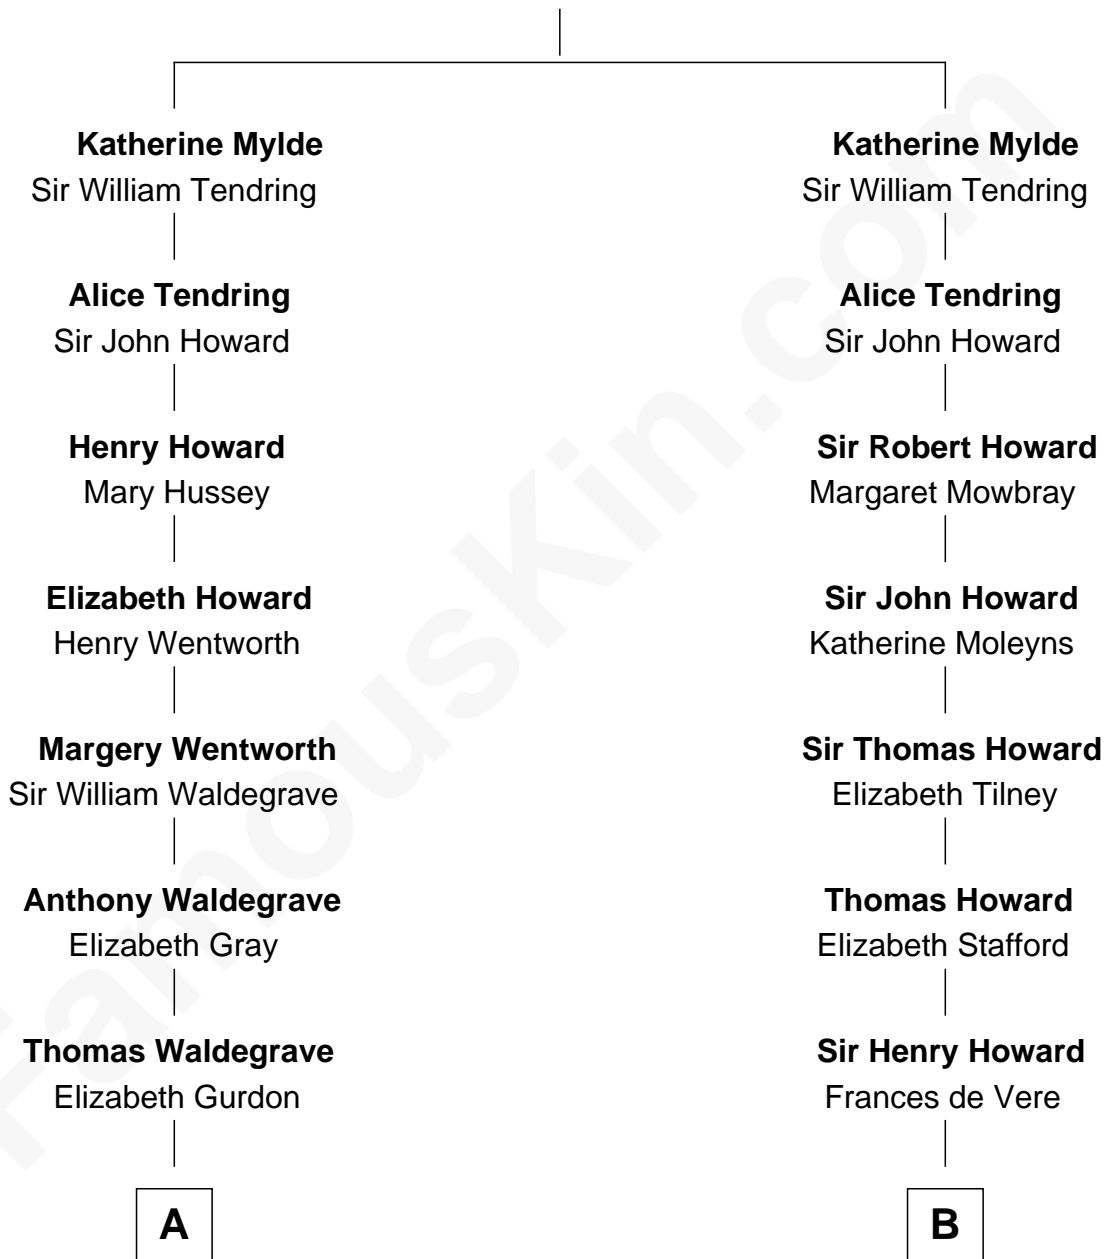 Katherine Mylde
Sir William Tendring
Alice Tendring
Sir John Howard
Henry Howard
Mary Hussey
Elizabeth Howard
Henry Wentworth
Margery Wentworth
Sir William Waldegrave
Anthony Waldegrave
Elizabeth Gray
Thomas Waldegrave
Elizabeth Gurdon
A
Katherine Mylde
Sir William Tendring
Alice Tendring
Sir John Howard
Sir Robert Howard
Margaret Mowbray
Sir John Howard
Katherine Moleyns
Sir Thomas Howard
Elizabeth Tilney
Thomas Howard
Elizabeth Stafford
Sir Henry Howard
Frances de Vere
B
FamousKin.com